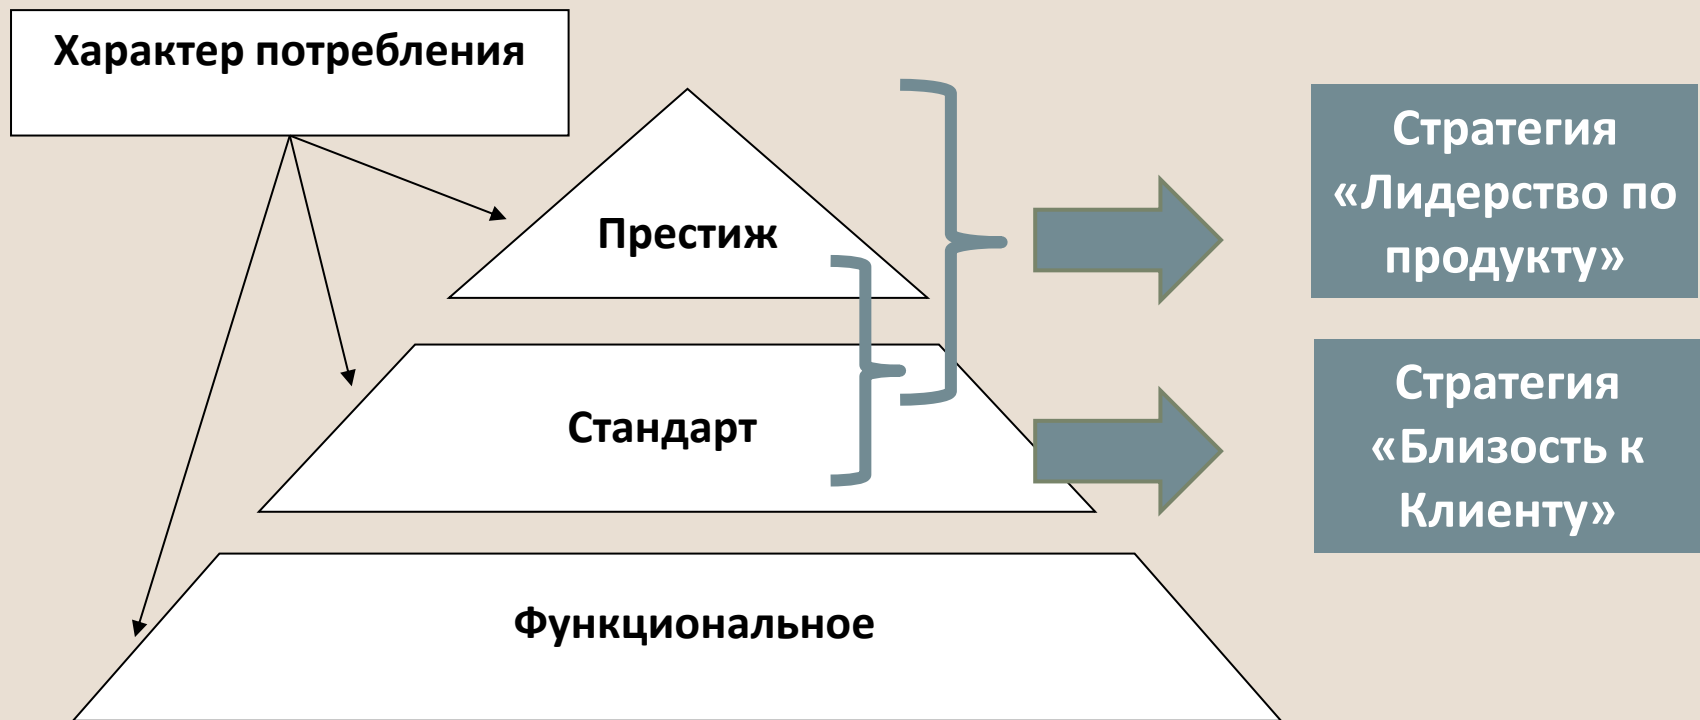 Характер потребления
Престиж
Стандарт
Функциональное
Стратегия
«Лидерство по
продукту»
Стратегия
«Близость к
Клиенту»